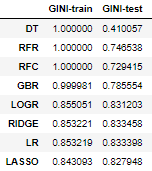 GINI-train GINI-test
DT 1.000000 0.410057
RFR 1.000000 0.746538
RFC 1.000000 0.729415
GBR 0.999981 0.785554
LOGR 0.855051 0.831203
RIDGE 0.853221 0.833458
LR 0.853219 0.833398
LASSO 0.843093 0.827948